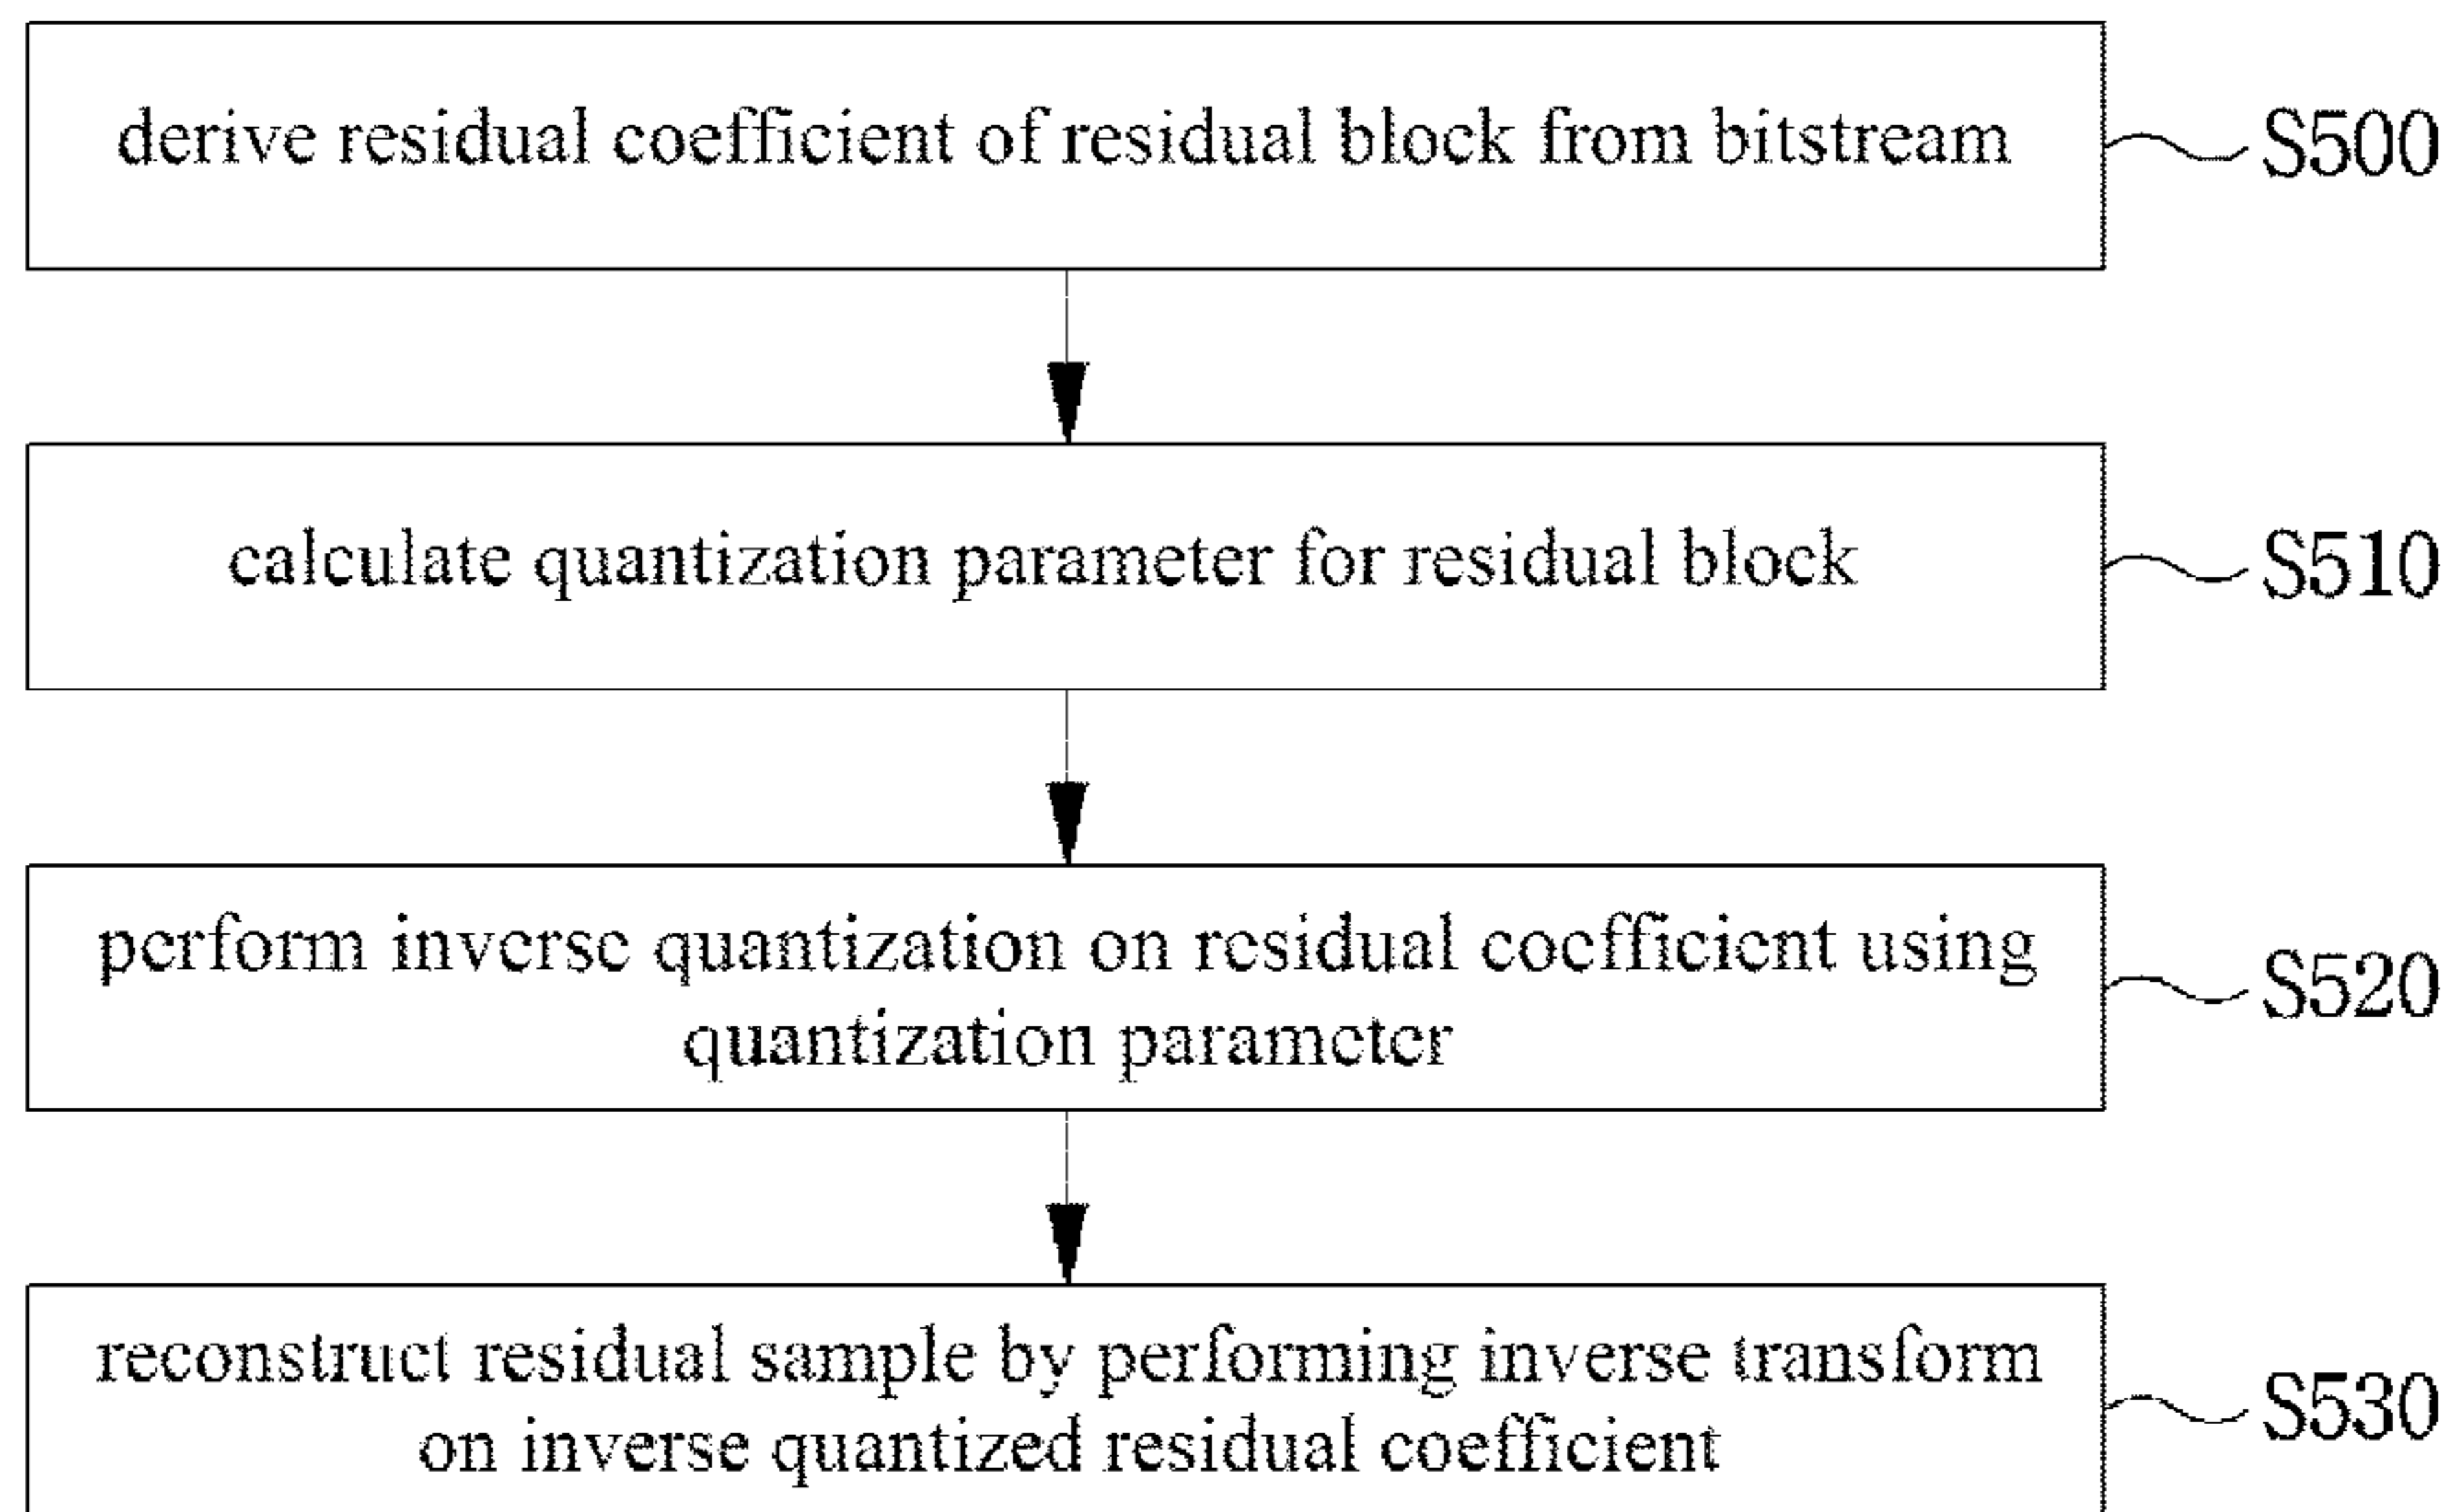 derive residual coefficient of residual block from bitstream
S500
calculate quantization parameter for residual block
S510
perform inverse quantization on residual coefficient using
quantization parameter
S520
reconstruct residual sample by performing inverse transform
on inverse quantized residual coefficient
S530